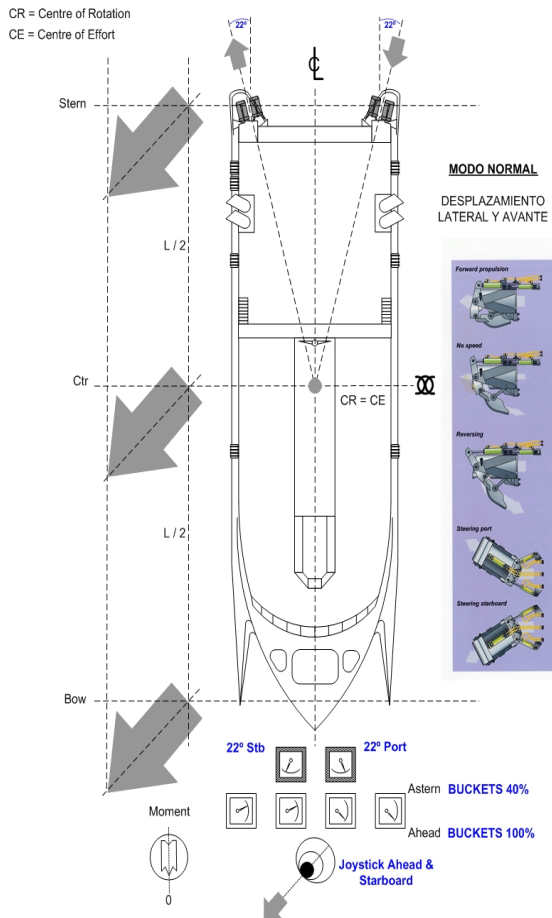 CR = Centre of Rotation
CE = Centre of Effort
22º
22º
℄
Stern
L / 2
Ctr
CR = CE
L / 2
Bow
MODO NORMAL
DESPLAZAMIENTO
LATERAL Y AVANTE
Forward propulsion
No speed
Reversing
Steering port
Steering starboard
22º Stb
22º Port
Astern BUCKETS 40%
Ahead BUCKETS 100%
Moment
0
Joystick Ahead &
Starboard